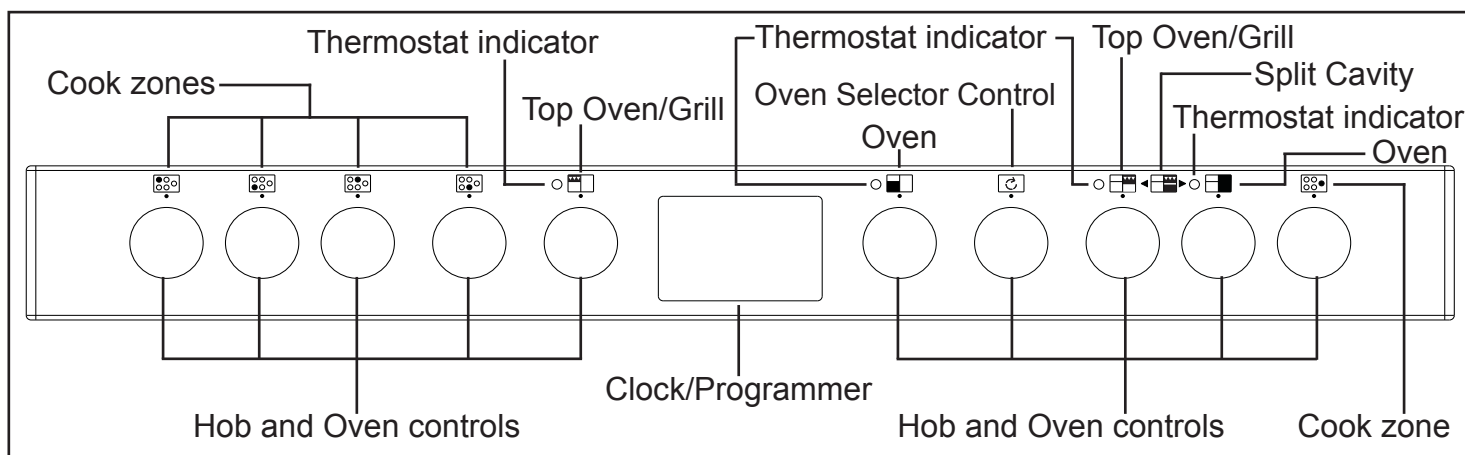 Thermostat indicator
Thermostat indicator
Top Oven/Grill
Cook zones
Split Cavity
Top Oven/Grill
Oven Selector Control
Thermostat indicator
Oven
Oven
Clock/Programmer
Hob and Oven controls
Hob and Oven controls
Cook zone